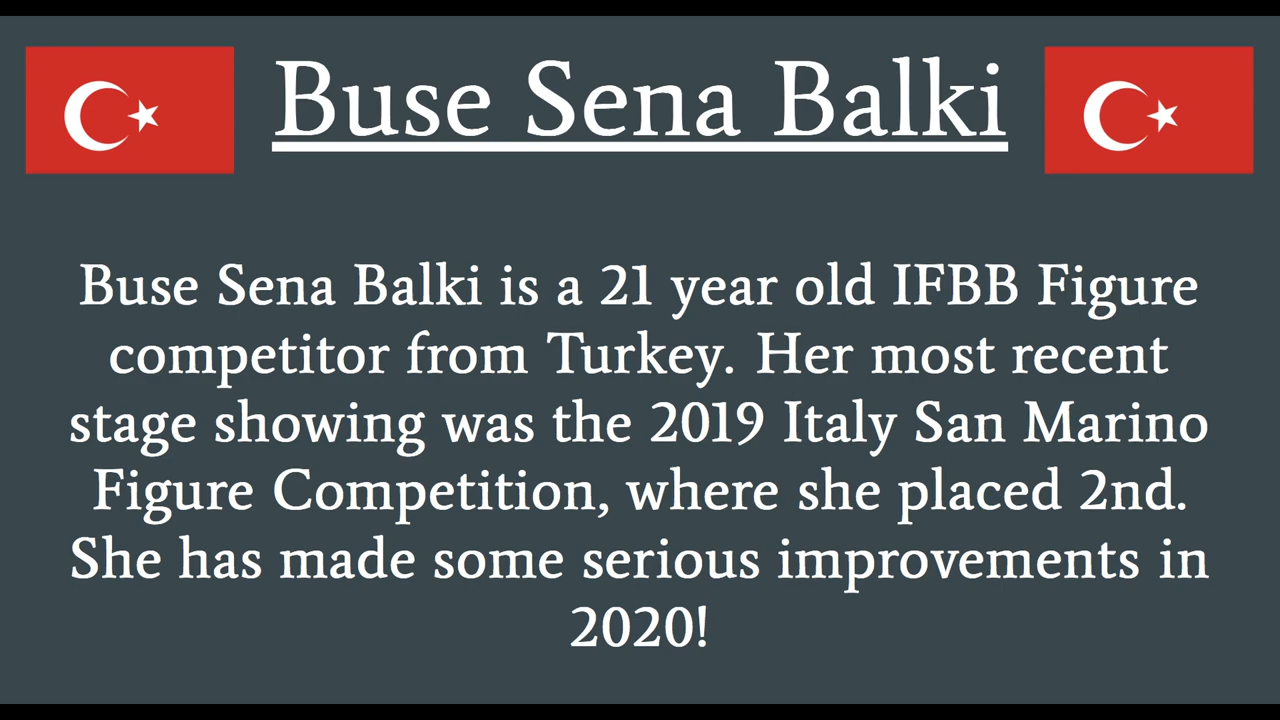 Buse Sena Balki
Buse Sena Balki is a 21 year old IFBB Figure
competitor from Turkey. Her most recent
stage showing was the 2019 Italy San Marino
Figure Competition, where she placed 2nd.
She has made some serious improvements in
2020!